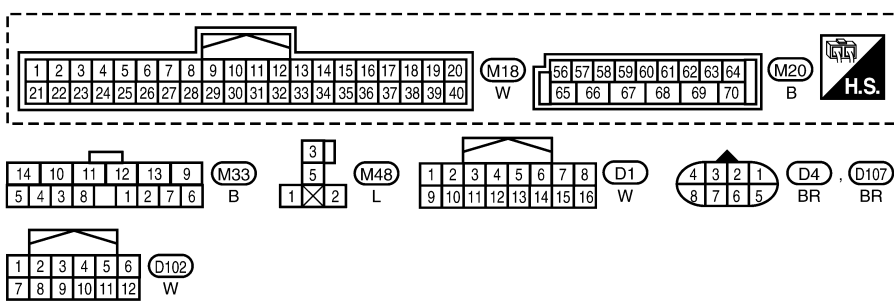 1 2 3 4 5 6 7 8 9 10 11 12 13 14 15 16 17 18 19 20 M18 56 57 58 59 60 61 62 63 64 M20
21 22 23 24 25 26 27 28 29 30 31 32 33 34 35 36 37 38 39 40 W 65 66 67 68 69 70 B H.S.
3
14 10 11 12 13 9 M33 5 M48 1 2 3 4 5 6 7 8 D1 4 3 2 1 D4 , D107
5 4 3 8 1 2 7 6 B 1 2 L 9 10 11 12 13 14 15 16 W 8 7 6 5 BR BR
1 2 3 4 5 6 D102
7 8 9 10 11 12 W